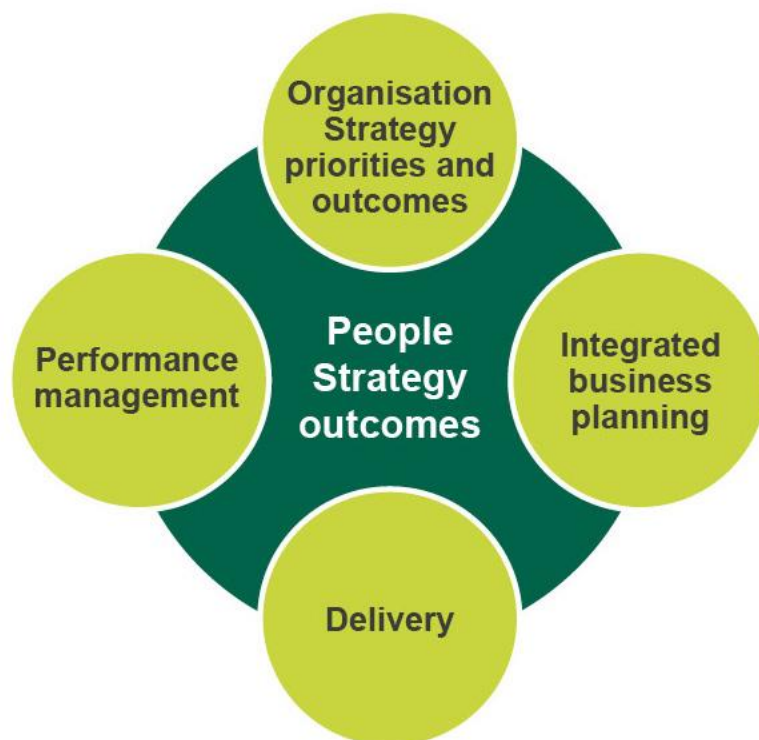 Organisation
Strategy
priorities and
outcomes
Performance
management
People
Strategy
outcomes
Integrated
business
planning
Delivery